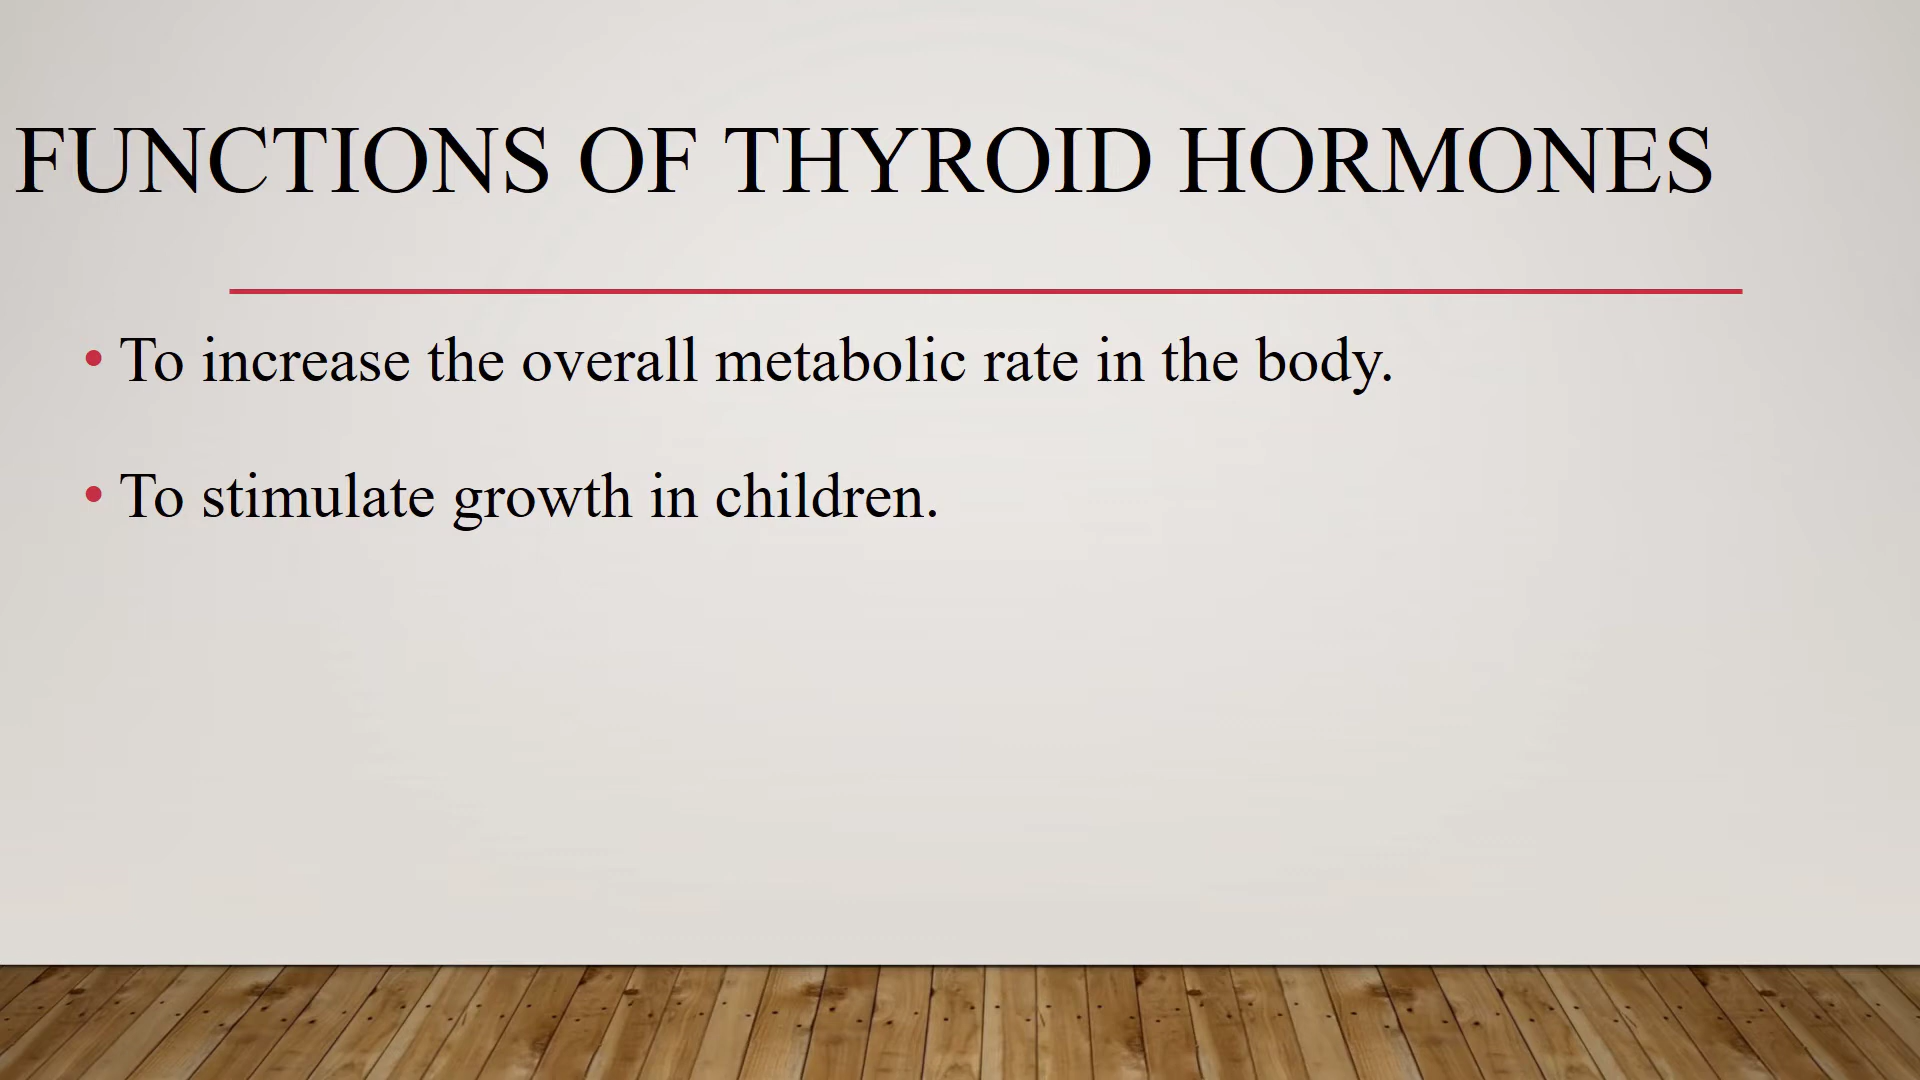 FUNCTIONS OF THYROID HORMONES
• To increase the overall metabolic rate in the body.
• To stimulate growth in children.